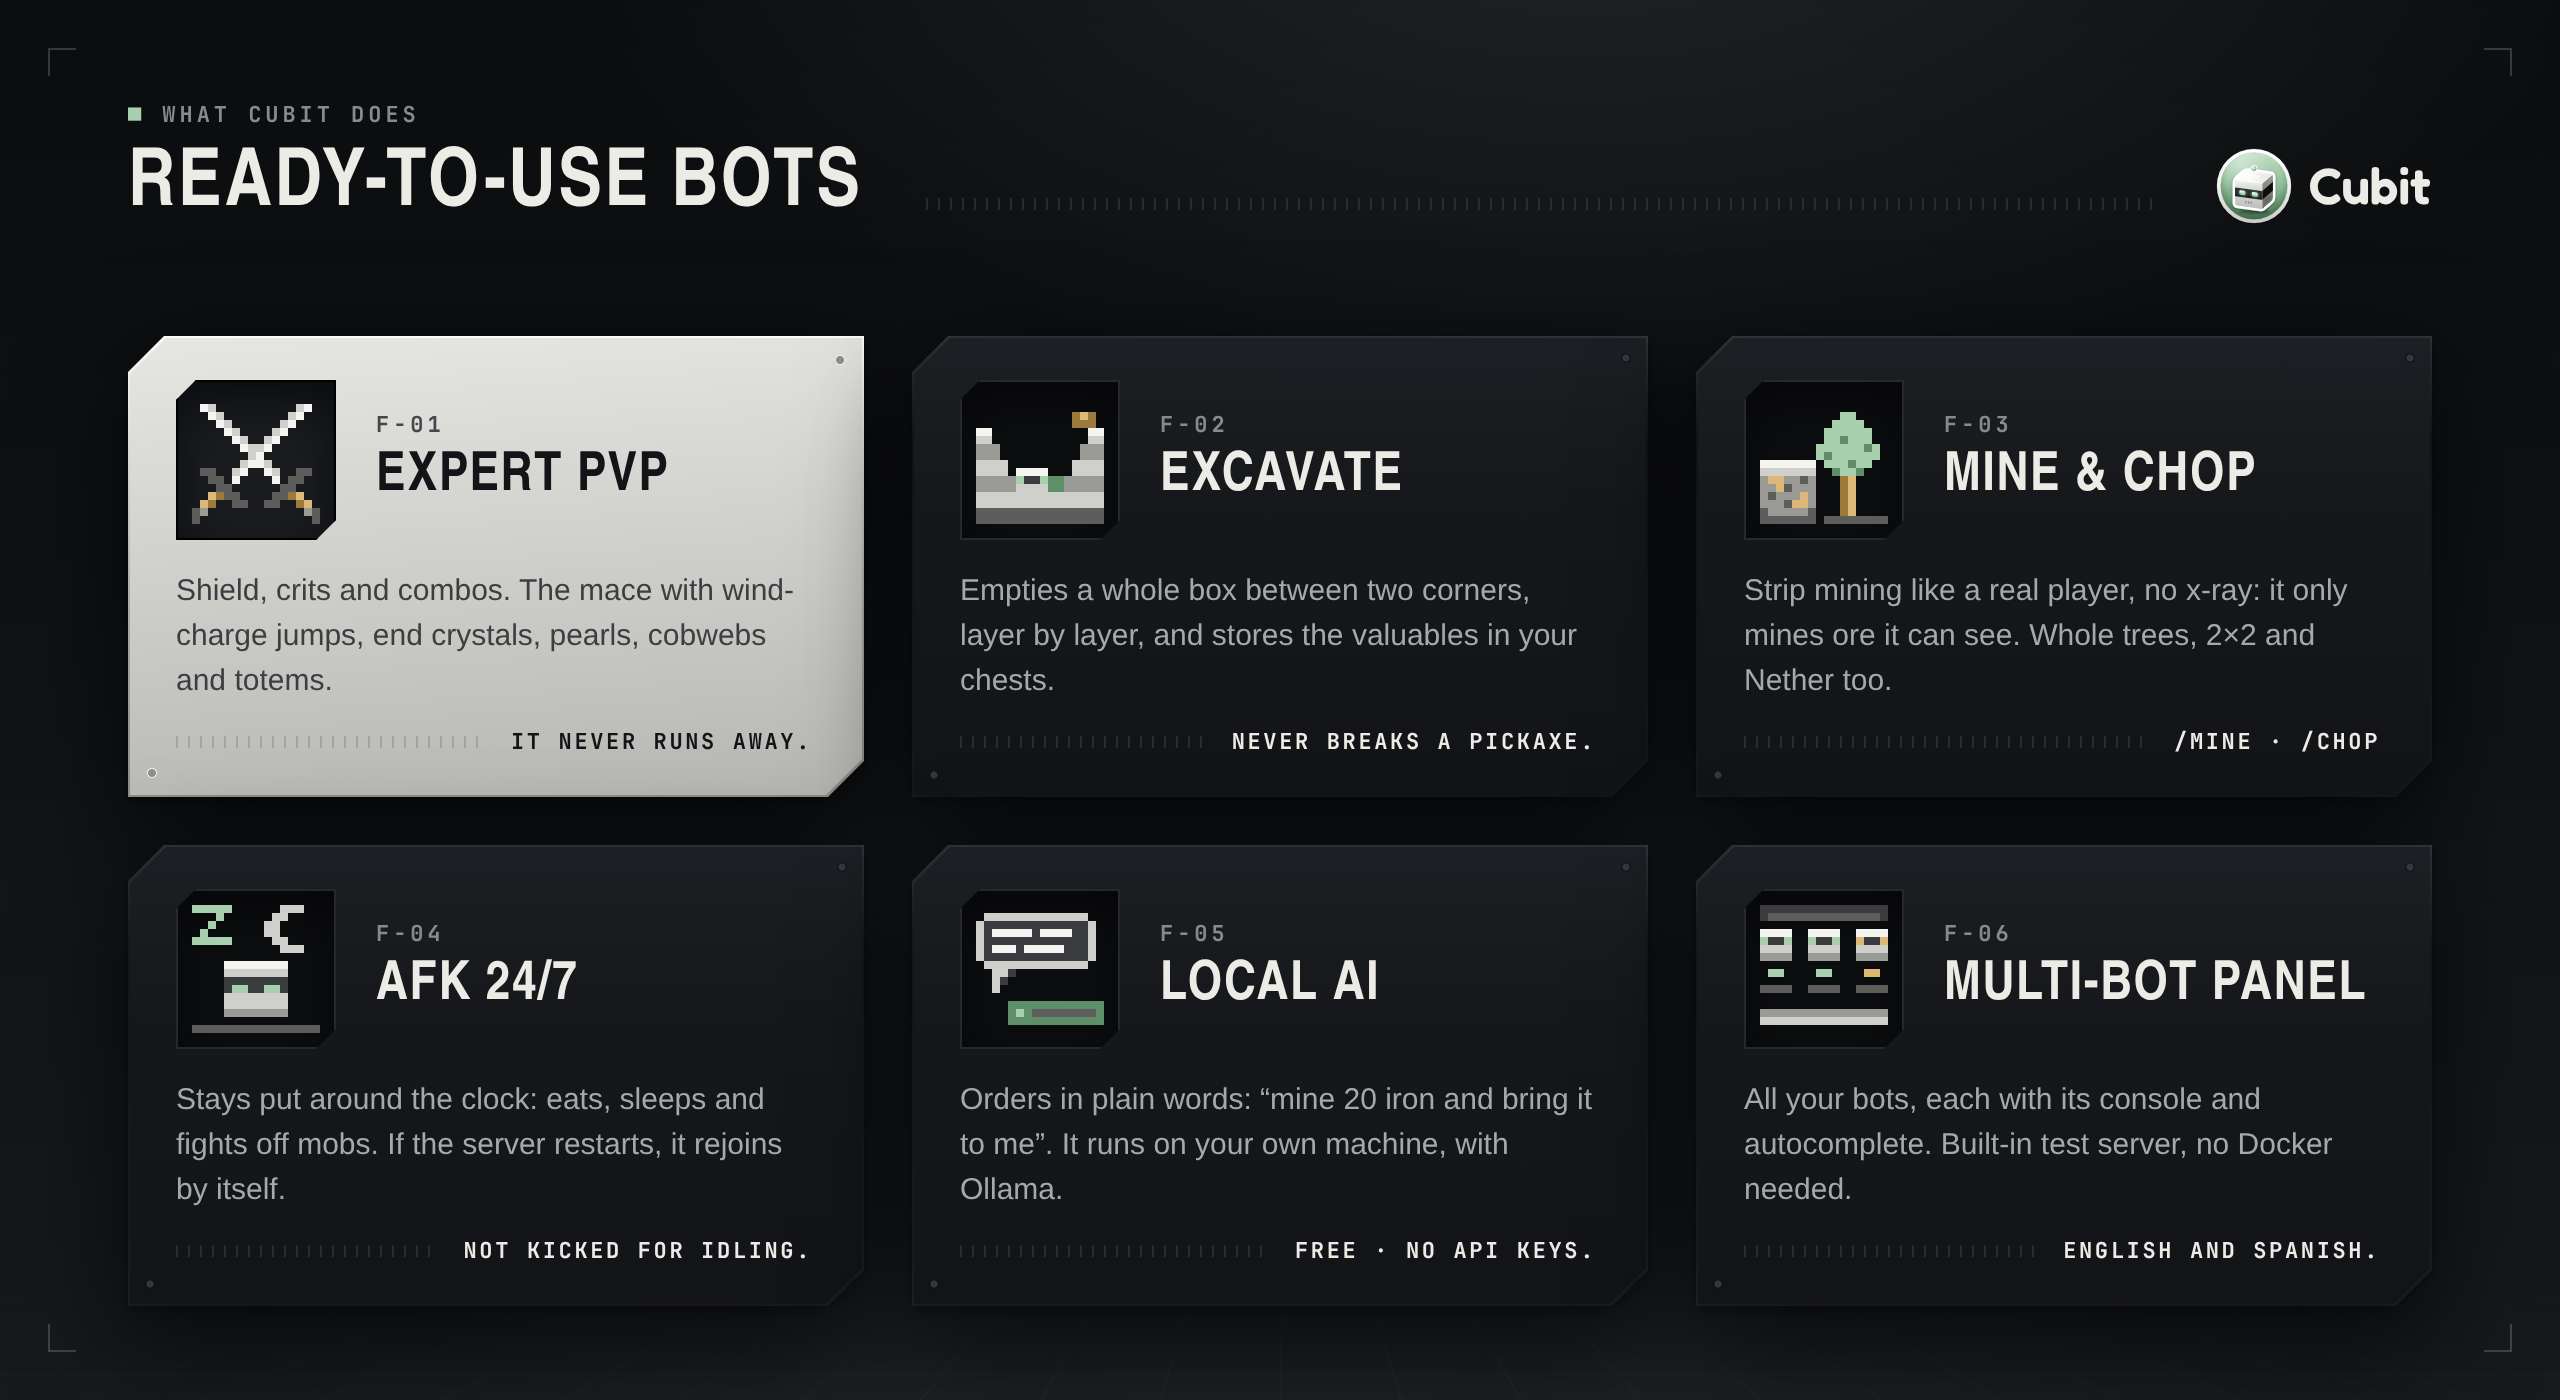 WHAT CUBIT DOES
READY-TO-USE BOTS
Cubit
F-01
EXPERT PVP
Shield, crits and combos. The mace with wind-
charge jumps, end crystals, pearls, cobwebs
and totems.
IT NEVER RUNS AWAY.
F-02
EXCAVATE
Empties a whole box between two corners,
layer by layer, and stores the valuables in your
chests.
NEVER BREAKS A PICKAXE.
F-03
MINE & CHOP
Strip mining like a real player, no x-ray: it only
mines ore it can see. Whole trees, 2×2 and
Nether too.
/MINE · /CHOP
F-04
AFK 24/7
Stays put around the clock: eats, sleeps and
fights off mobs. If the server restarts, it rejoins
by itself.
NOT KICKED FOR IDLING.
F-05
LOCAL AI
Orders in plain words: “mine 20 iron and bring it
to me”. It runs on your own machine, with
Ollama.
FREE · NO API KEYS.
F-06
MULTI-BOT PANEL
All your bots, each with its console and
autocomplete. Built-in test server, no Docker
needed.
ENGLISH AND SPANISH.